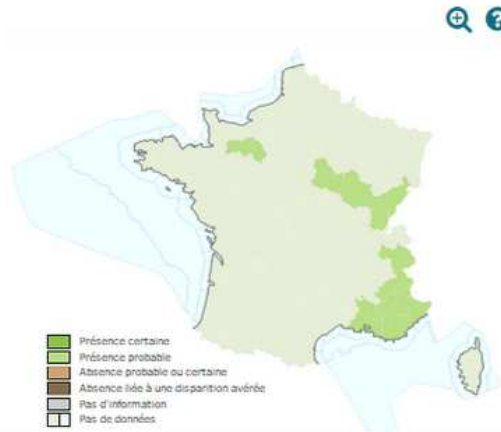 ?
Présence certaine
Présence probable
Absence probable ou certaine
Absence liée à une disparition avérée
Pas d'information
Pas de données